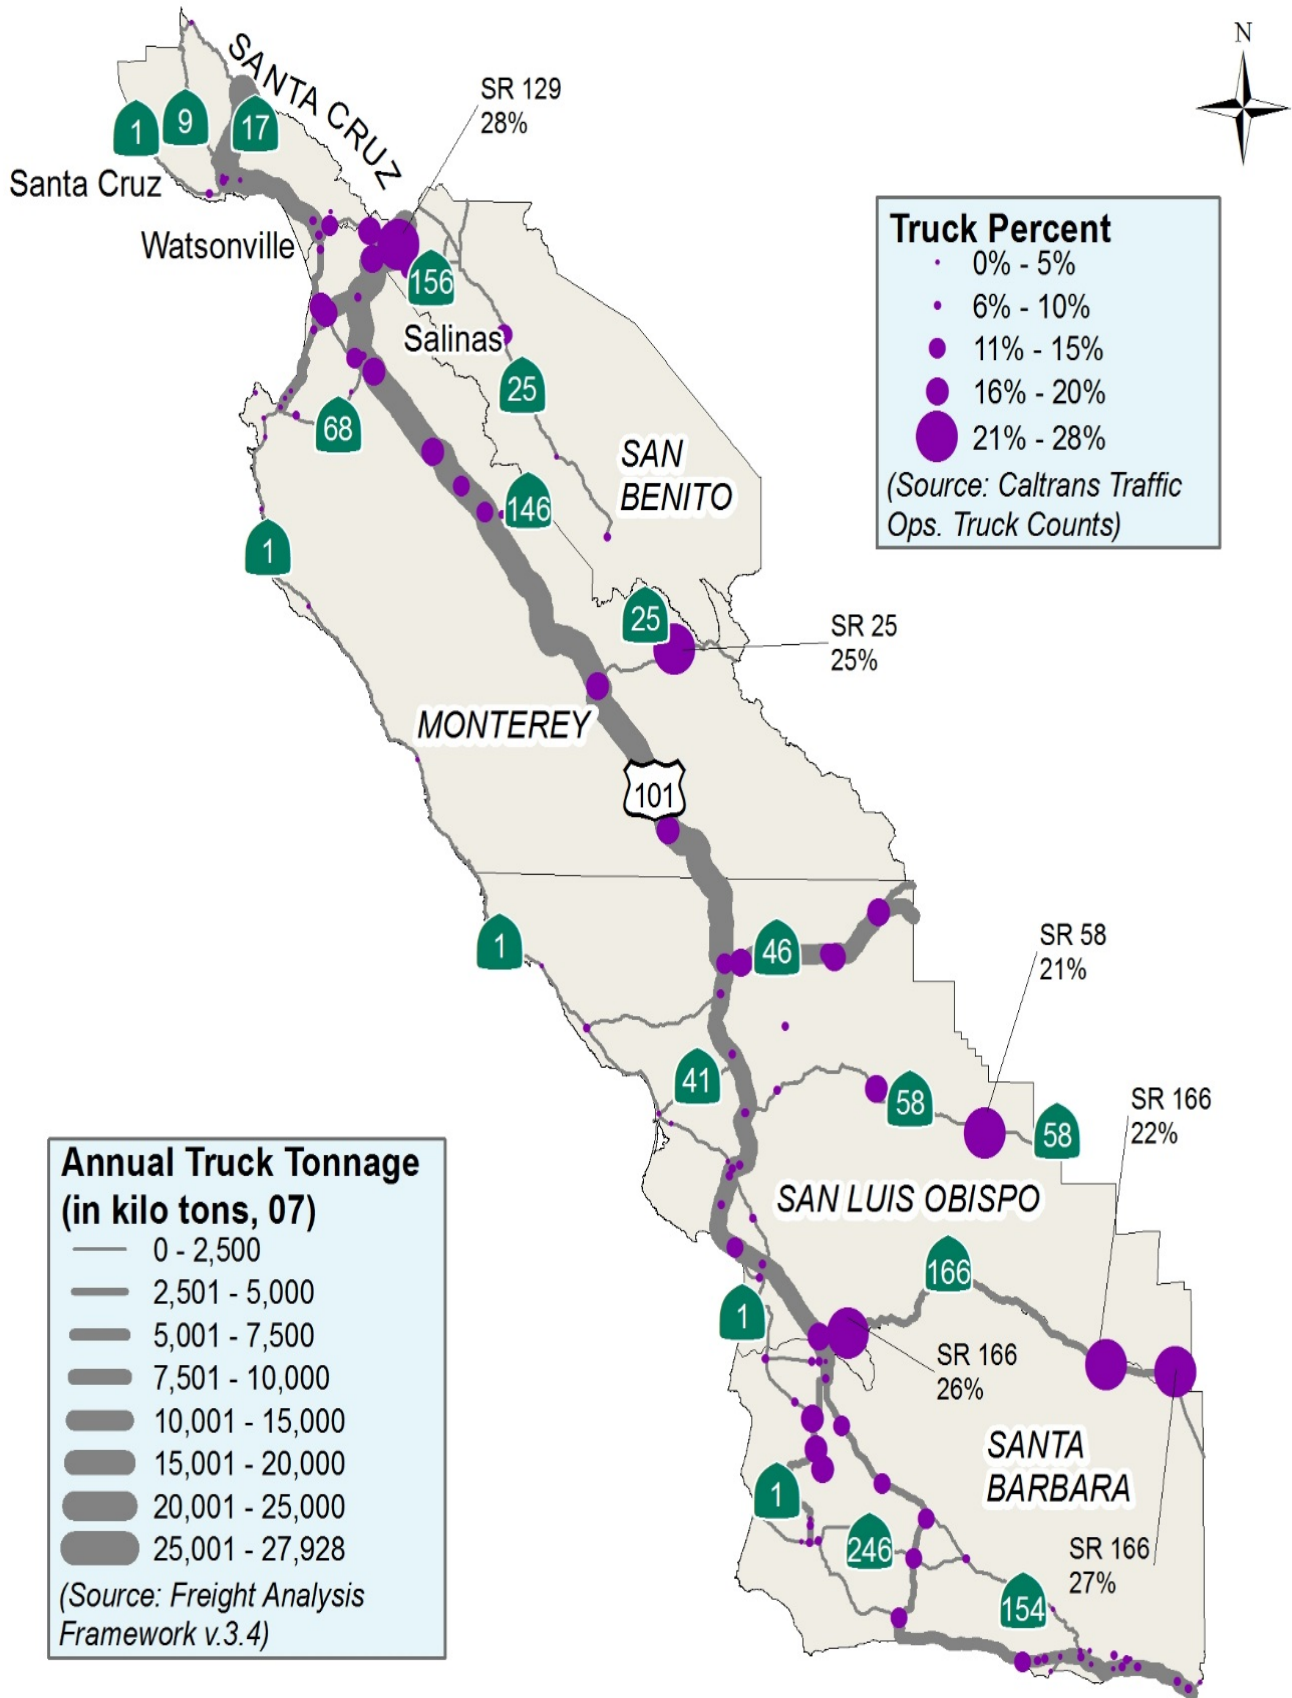 N
SANTA CRUZ
SR 129
28%
1
9
17
Santa Cruz
Watsonville
156
Salinas
25
68
SAN
BENITO
146
1
25
SR 25
25%
MONTEREY
101
1
46
SR 58
21%
41
58
58
SR 166
22%
SAN LUIS OBISPO
166
1
SR 166
26%
SANTA
BARBARA
1
246
SR 166
27%
154
Truck Percent
0% - 5%
6% - 10%
11% - 15%
16% - 20%
21% - 28%
(Source: Caltrans Traffic
Ops. Truck Counts)
Annual Truck Tonnage
(in kilo tons, 07)
0 - 2,500
2,501 - 5,000
5,001 - 7,500
7,501 - 10,000
10,001 - 15,000
15,001 - 20,000
20,001 - 25,000
25,001 - 27,928
(Source: Freight Analysis
Framework v.3.4)